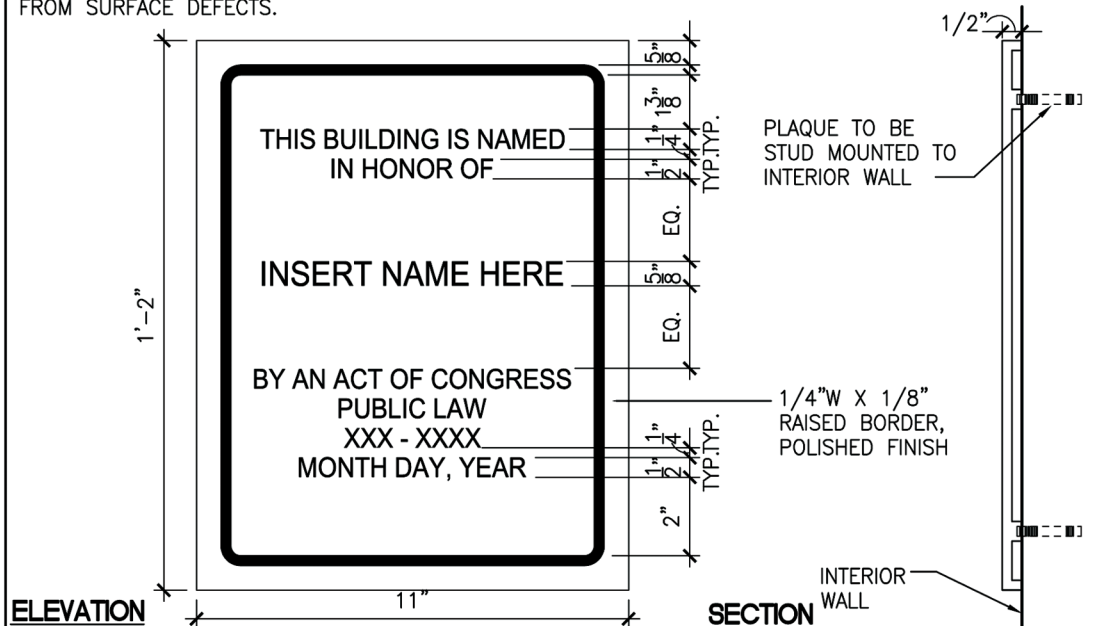 FROM SURFACE DEFECTS.
1/2"
5/8"
1 3/8"
THIS BUILDING IS NAMED
IN HONOR OF
1/4" TYP.
1/2" TYP.
PLAQUE TO BE
STUD MOUNTED TO
INTERIOR WALL
EQ.
INSERT NAME HERE
5/8"
EQ.
1'-2"
BY AN ACT OF CONGRESS
PUBLIC LAW
XXX - XXXX
MONTH DAY, YEAR
1/4" TYP.
1/2" TYP.
2"
1/4"W X 1/8"
RAISED BORDER,
POLISHED FINISH
INTERIOR
WALL
11"
ELEVATION
SECTION